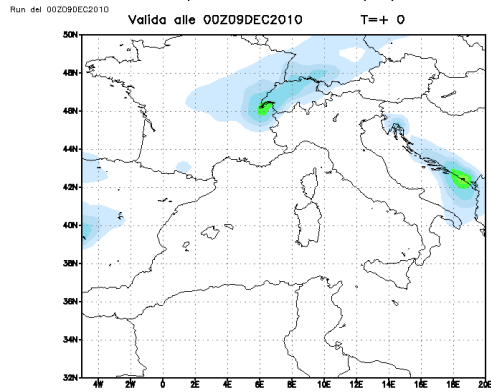 Run del 00Z09DEC2010
Valida alle 00Z09DEC2010 T=+ 0
50N
48N
46N
44N
42N
40N
38N
36N
34N
32N
4W 2W 0 2E 4E 6E 8E 10E 12E 14E 16E 18E 20E